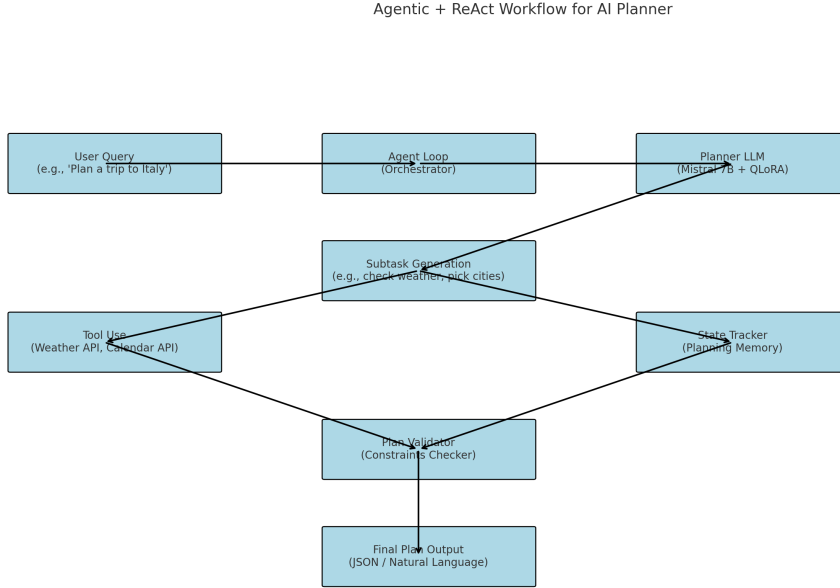 Agentic + ReAct Workflow for AI Planner
User Query
(e.g., 'Plan a trip to Italy')
Agent Loop
(Orchestrator)
Planner LLM
(Mistral 7B + QLoRA)
Subtask Generation
(e.g., check weather, pick cities)
Tool Use
(Weather API, Calendar API)
State Tracker
(Planning Memory)
Plan Validator
(Constraints Checker)
Final Plan Output
(JSON / Natural Language)